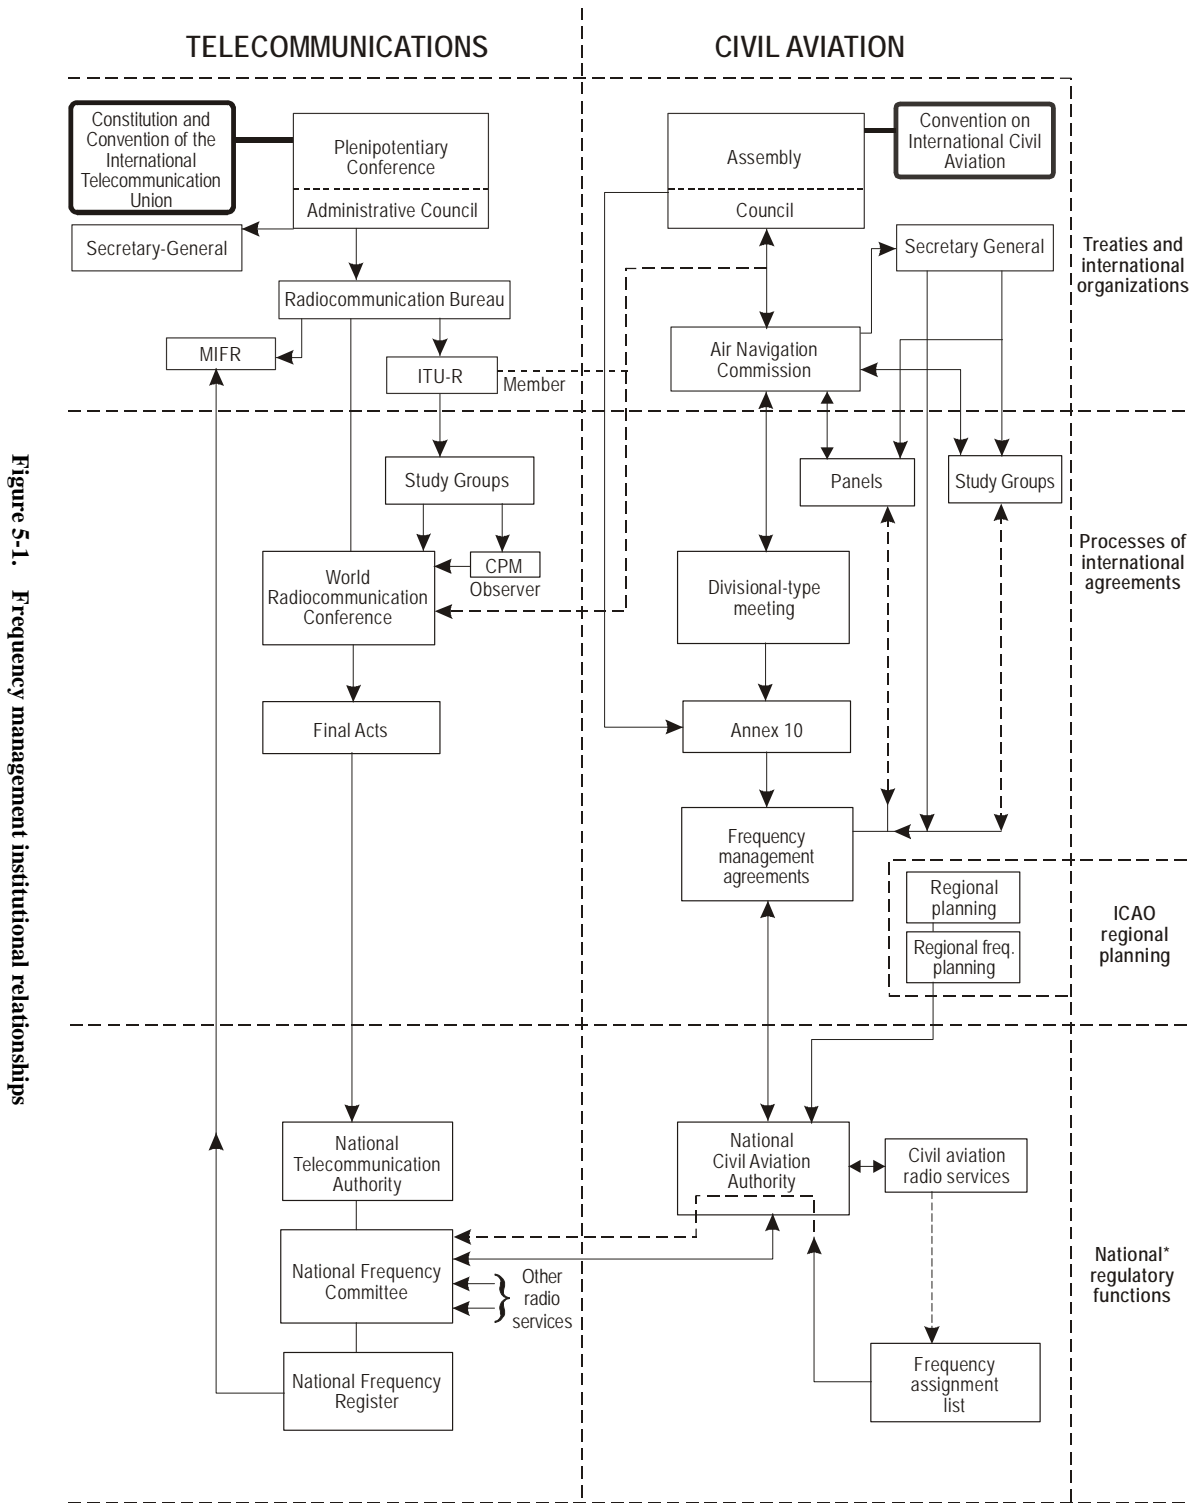 TELECOMMUNICATIONS
CIVIL AVIATION
Constitution and
Convention of the
International
Telecommunication
Union
Plenipotentiary
Conference
Administrative Council
Secretary-General
Radiocommunication Bureau
MIFR
ITU-R
Member
Assembly
Council
Convention on
International Civil
Aviation
Secretary General
Air Navigation
Commission
Treaties and
international
organizations
Study Groups
CPM
Observer
World
Radiocommunication
Conference
Final Acts
Panels
Study Groups
Divisional-type
meeting
Annex 10
Frequency
management
agreements
Processes of
international
agreements
Regional
planning
Regional freq.
planning
ICAO
regional
planning
National
Telecommunication
Authority
National Frequency
Committee
Other
radio
services
National Frequency
Register
National
Civil Aviation
Authority
Civil aviation
radio services
Frequency
assignment
list
National*
regulatory
functions
Figure 5-1. Frequency management institutional relationships